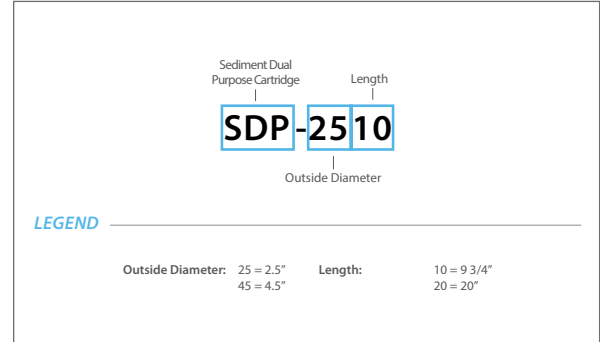 Sediment Dual
Purpose Cartridge
Length
SDP-2510
Outside Diameter
LEGEND
Outside Diameter: 25 = 2.5" Length: 10 = 9 3/4"
45 = 4.5" 20 = 20"